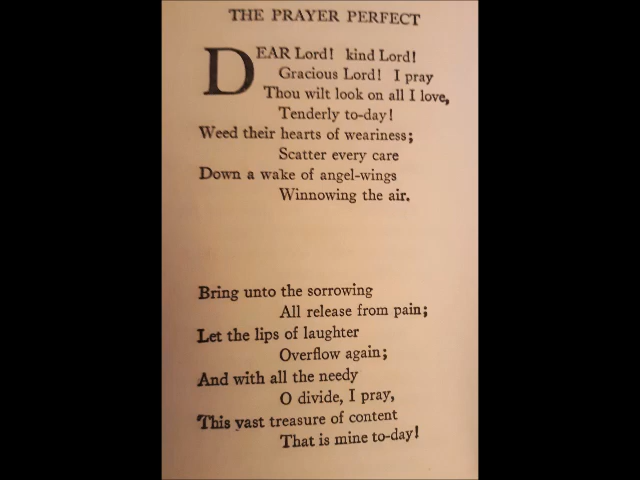 THE PRAYER PERFECT
DEAR Lord! kind Lord!
Gracious Lord! I pray
Thou wilt look on all I love,
Tenderly to-day!
Weed their hearts of weariness;
Scatter every care
Down a wake of angel-wings
Winnowing the air.
Bring unto the sorrowing
All release from pain;
Let the lips of laughter
Overflow again;
And with all the needy
O divide, I pray,
This vast treasure of content
That is mine to-day!